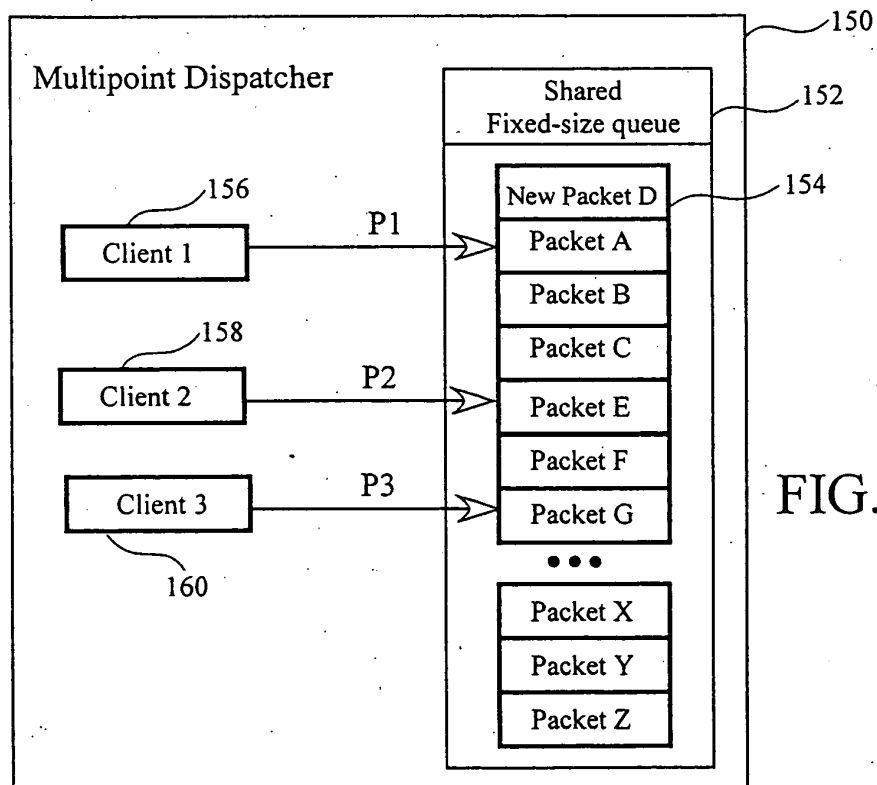 150
Multipoint Dispatcher
Shared
Fixed-size queue
152
New Packet D
154
156
Client 1
P1
Packet A
Packet B
Packet C
158
Client 2
P2
Packet E
Packet F
Client 3
P3
Packet G
FIG.
160
•••
Packet X
Packet Y
Packet Z